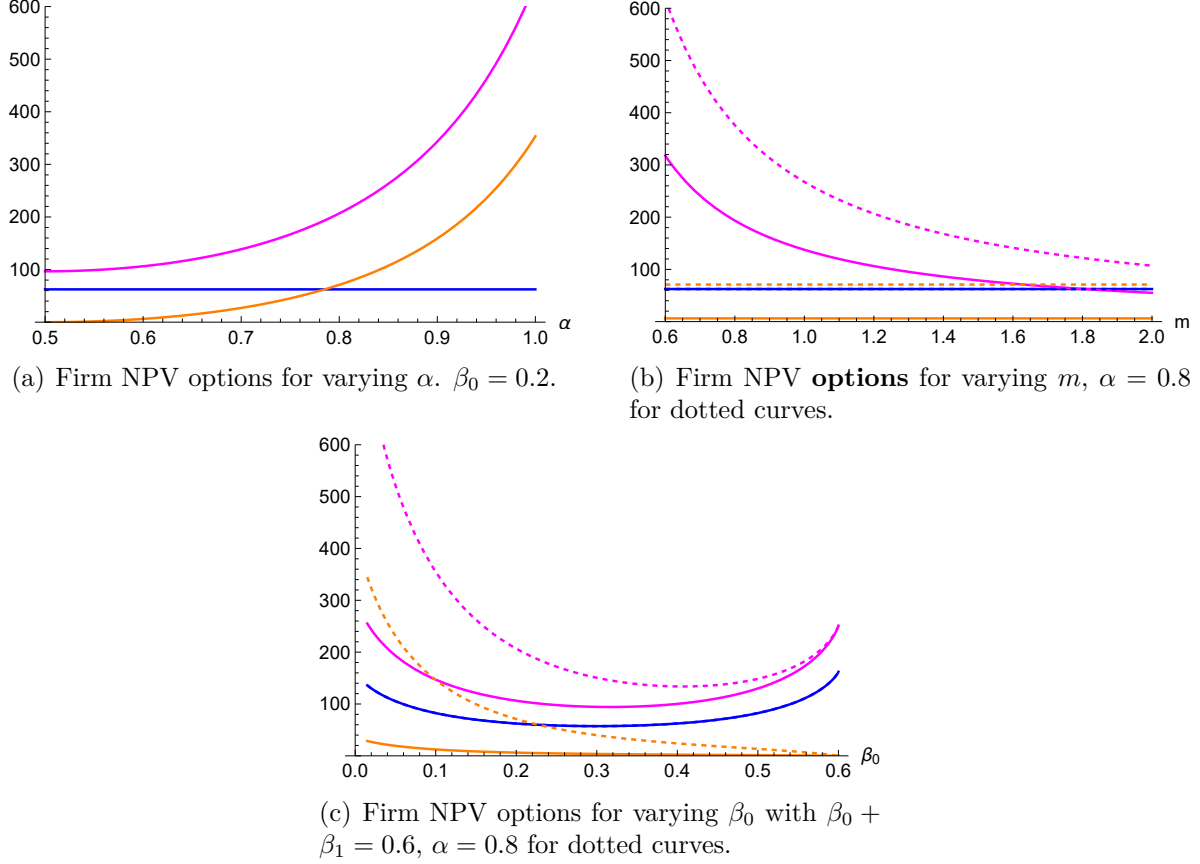 600
500
400
300
200
100
0.5 0.6 0.7 0.8 0.9 1.0 α
(a) Firm NPV options for varying α. β₀ = 0.2.
600
500
400
300
200
100
0.6 0.8 1.0 1.2 1.4 1.6 1.8 2.0 m
(b) Firm NPV options for varying m, α = 0.8
for dotted curves.
600
500
400
300
200
100
0.0 0.1 0.2 0.3 0.4 0.5 0.6 β₀
(c) Firm NPV options for varying β₀ with β₀ +
β₁ = 0.6, α = 0.8 for dotted curves.